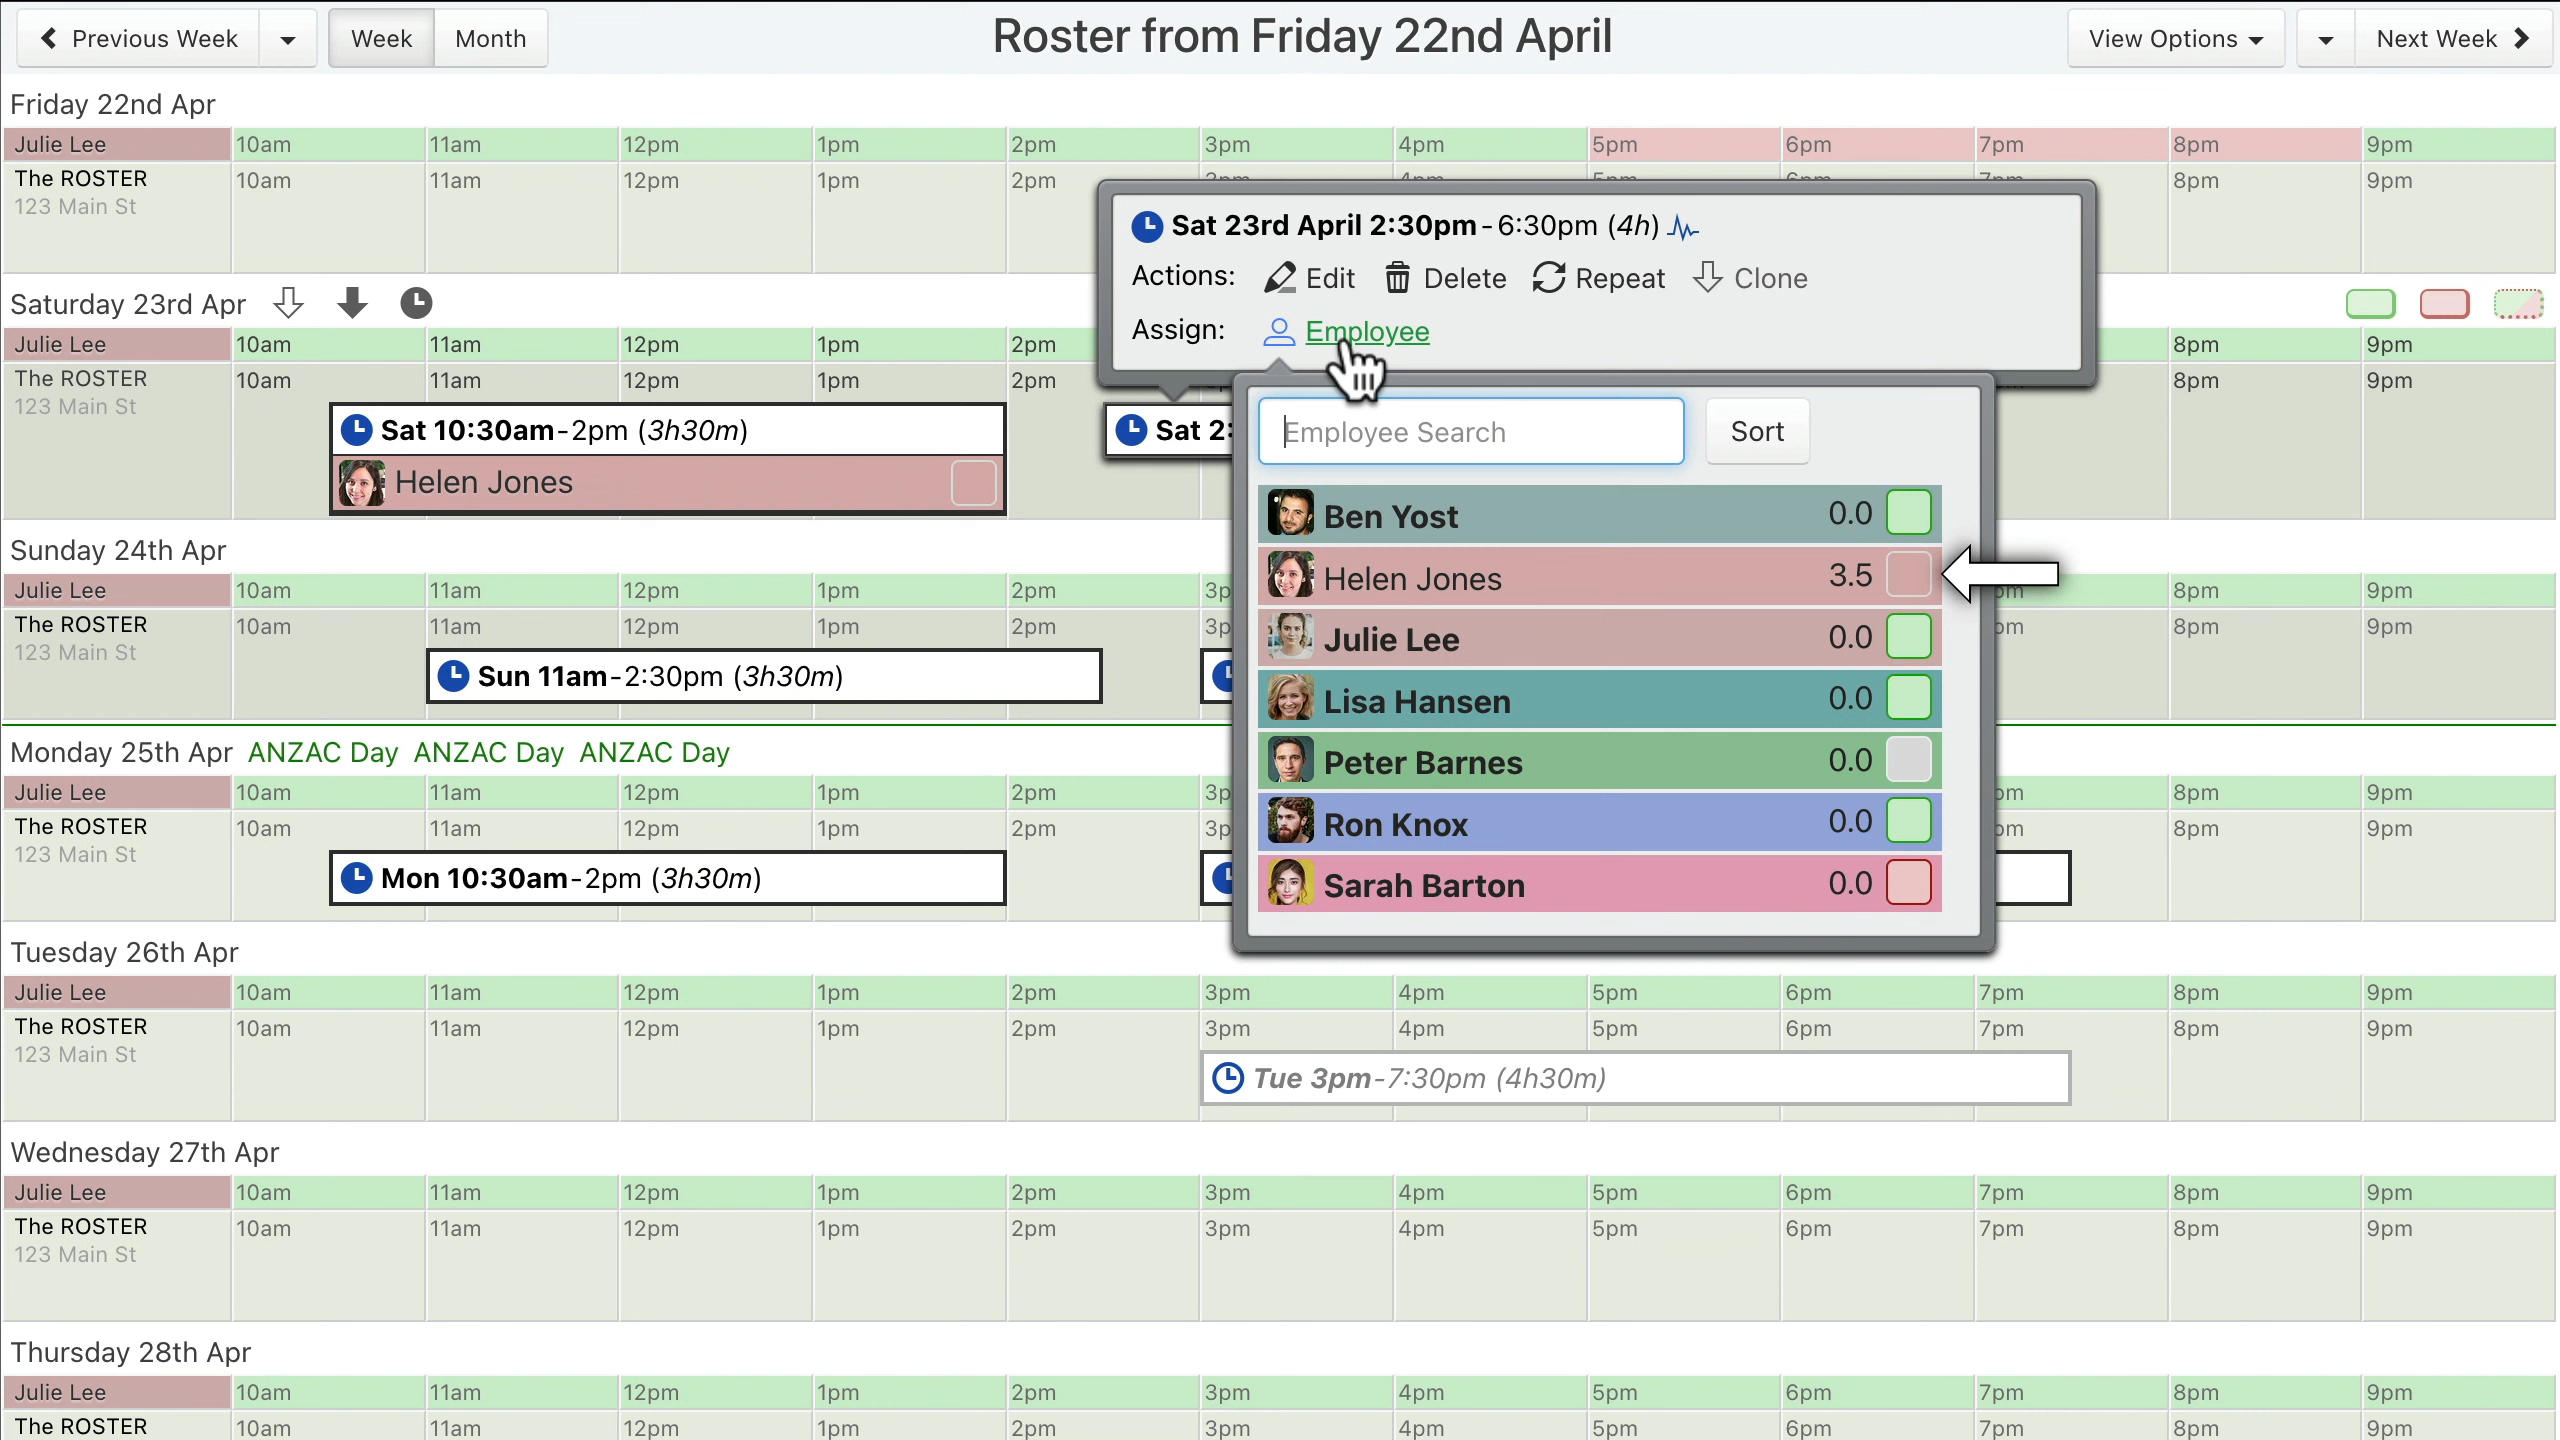 Previous Week
Week
Month
Roster from Friday 22nd April
View Options
Next Week
Friday 22nd Apr
Julie Lee 10am 11am 12pm 1pm 2pm 3pm 4pm 5pm 6pm 7pm 8pm 9pm
The ROSTER 10am 11am 12pm 1pm 2pm 3pm 4pm 5pm 6pm 7pm 8pm 9pm
123 Main St
Sat 23rd April 2:30pm-6:30pm (4h)
Actions: Edit Delete Repeat Clone
Assign: Employee
Saturday 23rd Apr
Julie Lee 10am 11am 12pm 1pm 2pm 8pm 9pm
The ROSTER 10am 11am 12pm 1pm 2pm 8pm 9pm
123 Main St
Sat 10:30am-2pm (3h30m)
Helen Jones
Sat 2:
Employee Search
Sort
Ben Yost 0.0
Helen Jones 3.5
Julie Lee 0.0
Lisa Hansen 0.0
Peter Barnes 0.0
Ron Knox 0.0
Sarah Barton 0.0
Sunday 24th Apr
Julie Lee 10am 11am 12pm 1pm 2pm 3p pm 8pm 9pm
The ROSTER 10am 11am 12pm 1pm 2pm 3p pm 8pm 9pm
123 Main St
Sun 11am-2:30pm (3h30m)
Monday 25th Apr ANZAC Day ANZAC Day ANZAC Day
Julie Lee 10am 11am 12pm 1pm 2pm 3p pm 8pm 9pm
The ROSTER 10am 11am 12pm 1pm 2pm 3p pm 8pm 9pm
123 Main St
Mon 10:30am-2pm (3h30m)
Tuesday 26th Apr
Julie Lee 10am 11am 12pm 1pm 2pm 3pm 4pm 5pm 6pm 7pm 8pm 9pm
The ROSTER 10am 11am 12pm 1pm 2pm 3pm 4pm 5pm 6pm 7pm 8pm 9pm
123 Main St
Tue 3pm-7:30pm (4h30m)
Wednesday 27th Apr
Julie Lee 10am 11am 12pm 1pm 2pm 3pm 4pm 5pm 6pm 7pm 8pm 9pm
The ROSTER 10am 11am 12pm 1pm 2pm 3pm 4pm 5pm 6pm 7pm 8pm 9pm
123 Main St
Thursday 28th Apr
Julie Lee 10am 11am 12pm 1pm 2pm 3pm 4pm 5pm 6pm 7pm 8pm 9pm
The ROSTER 10am 11am 12pm 1pm 2pm 3pm 4pm 5pm 6pm 7pm 8pm 9pm